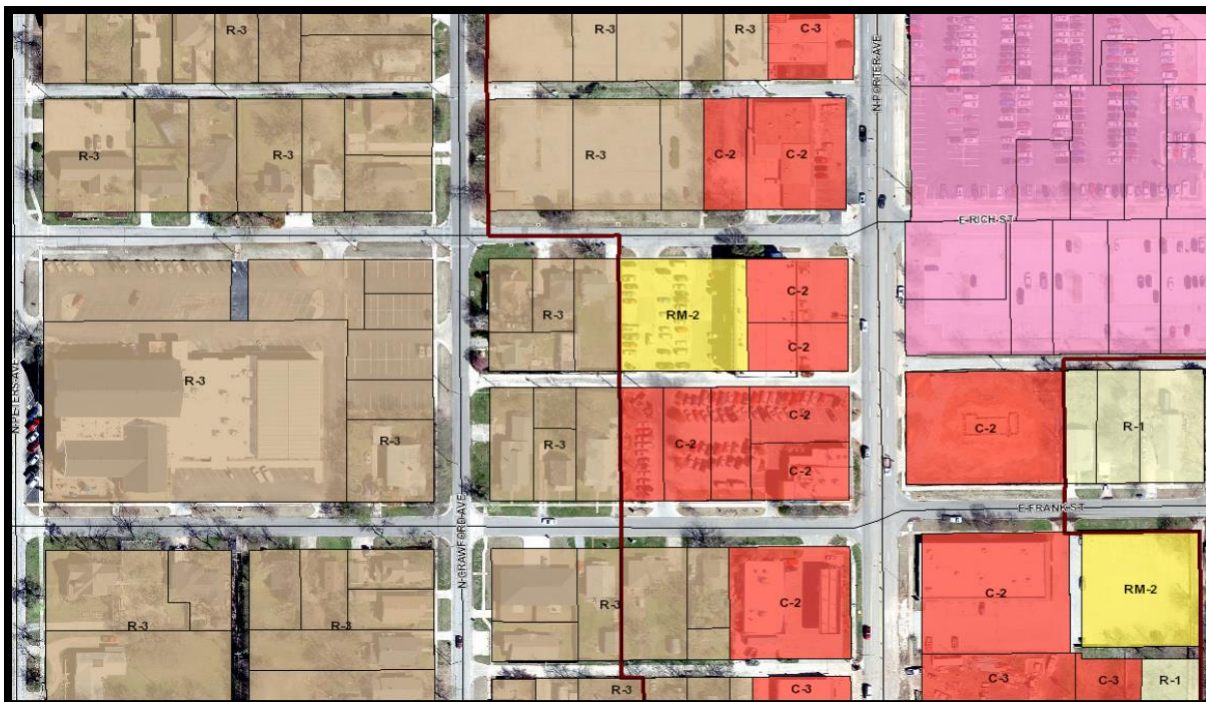 R-3
R-3
R-3
C-3
N PORTER AVE
R-3
R-3
R-3
C-2
C-2
E RICH ST
R-3
RM-2
C-2
C-2
N PETERS AVE
R-3
R-3
R-3
C-2
C-2
C-2
C-2
R-1
N CRAWFORD AVE
E FRANK ST
R-3
R-3
R-3
C-2
C-2
RM-2
R-3
C-3
C-3
C-3
R-1